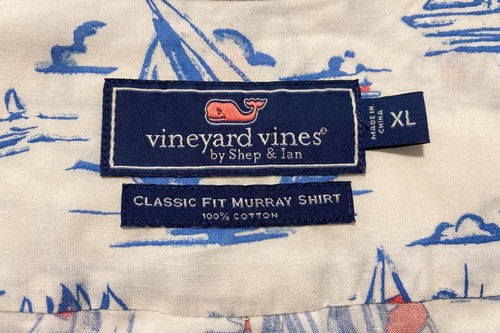 vineyard vines®
by Shep & Ian
MADE IN
CHINA
XL
CLASSIC FIT MURRAY SHIRT
100% COTTON